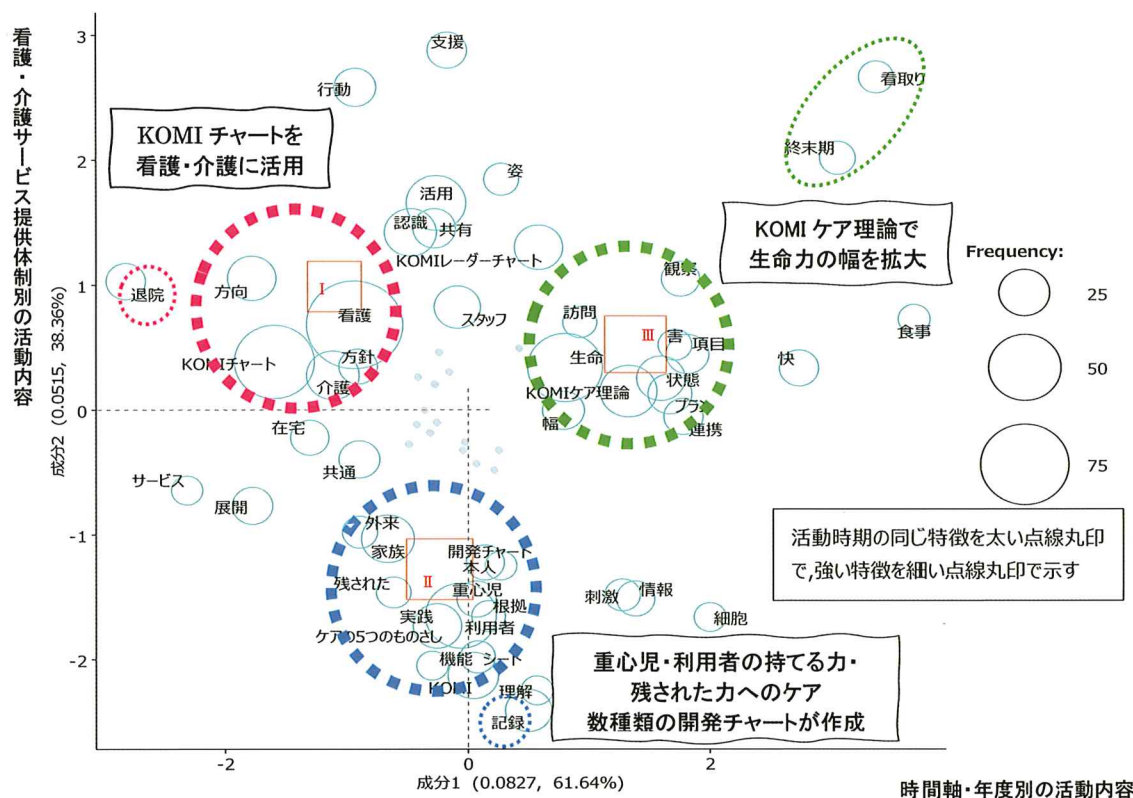 看護・介護サービス提供体制別の活動内容
成分2 (0.0515, 38.36%)
3
2
1
0
-1
-2
支援
行動
看取り
終末期
KOMI チャートを
看護・介護に活用
姿
活用
認識
共有
KOMIレーダーチャート
KOMI ケア理論で
生命力の幅を拡大
Frequency:
25
50
75
観察
退院
方向
I
看護
スタッフ
訪問
III
害
項目
食事
KOMIチャート
方針
介護
生命
状態
快
KOMIケア理論
プラン
幅
連携
在宅
共通
サービス
展開
外来
家族
開発チャート
本人
残された
II
重心児
根拠
実践
利用者
ケアの5つのものさし
機能
シート
KOMI
理解
記録
刺激
情報
細胞
活動時期の同じ特徴を太い点線丸印
で,強い特徴を細い点線丸印で示す
重心児・利用者の持てる力・
残された力へのケア
数種類の開発チャートが作成
-2
0
2
成分1 (0.0827, 61.64%)
時間軸・年度別の活動内容